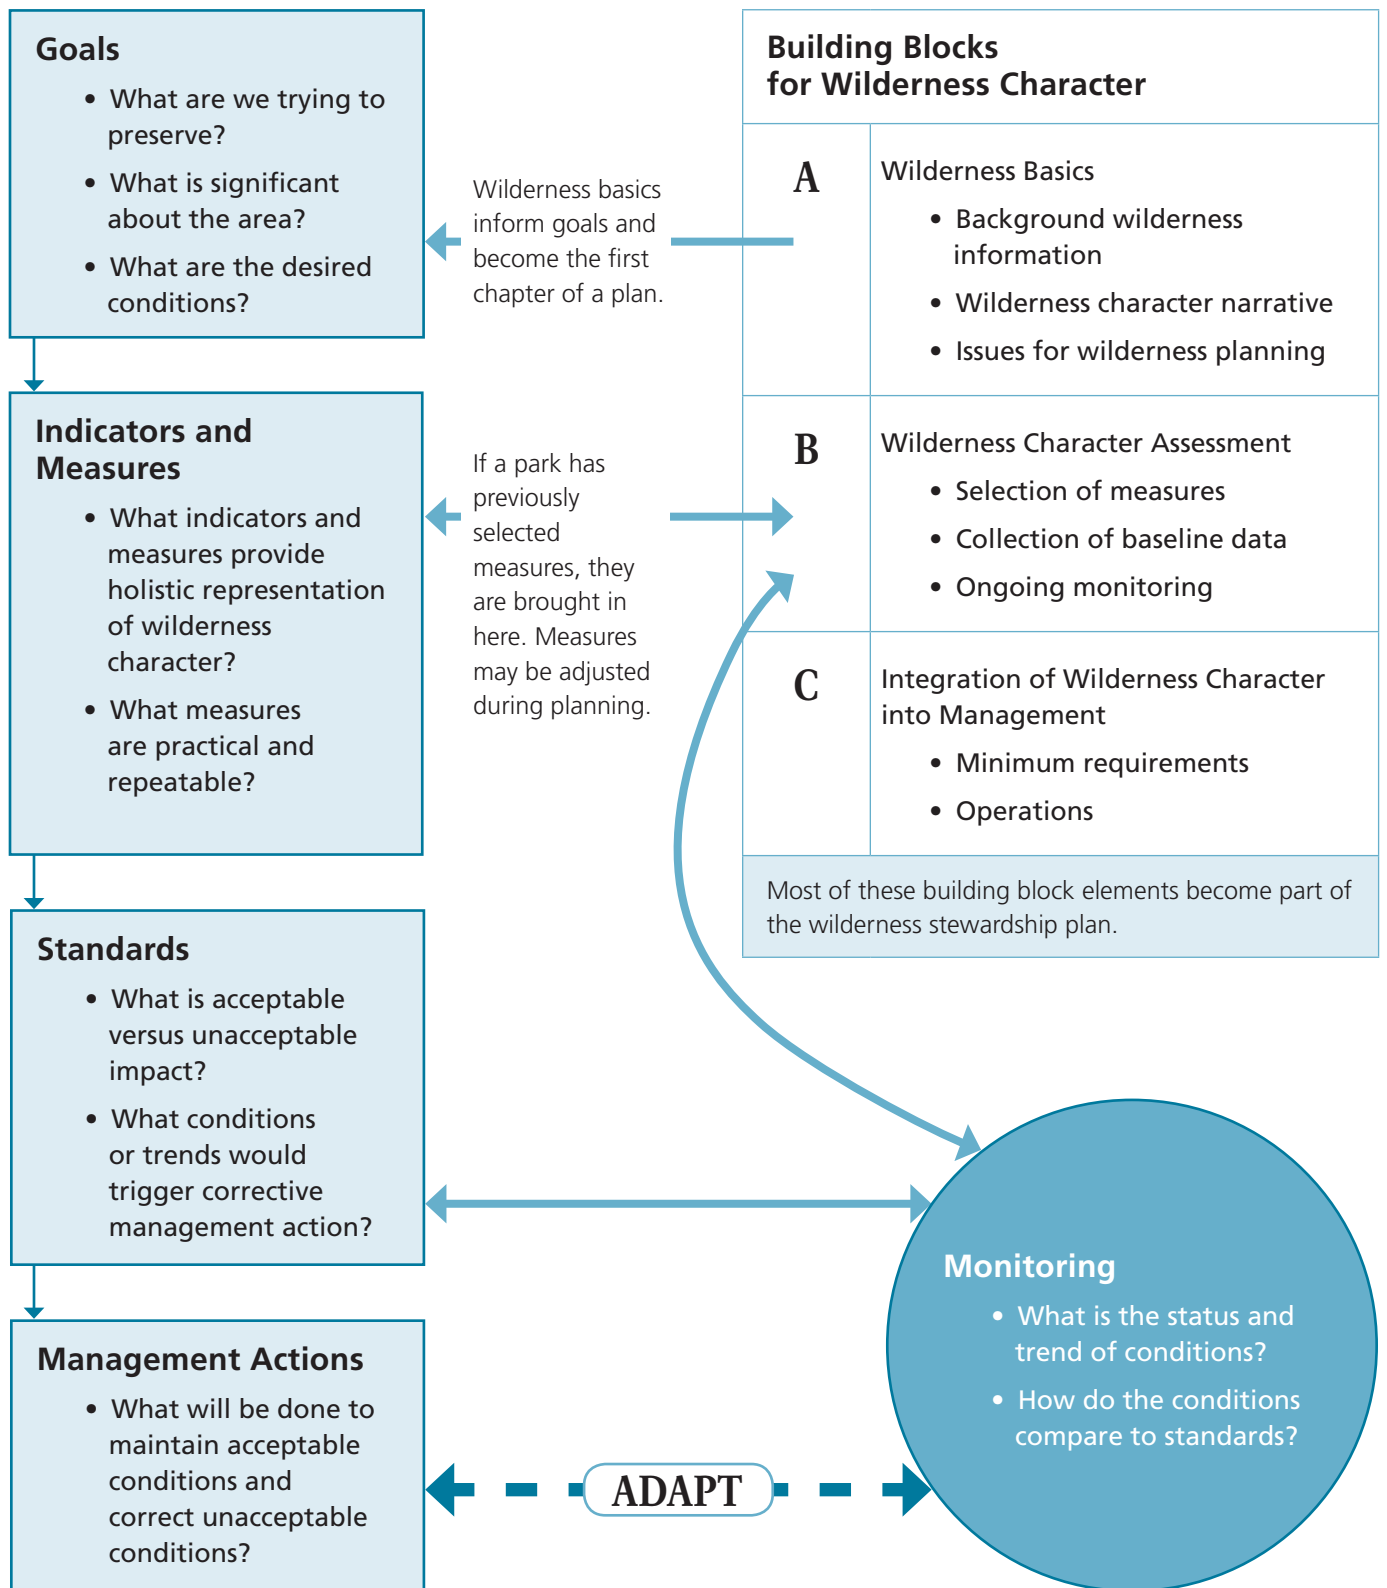 Goals
• What are we trying to
preserve?
• What is significant
about the area?
• What are the desired
conditions?
Wilderness basics
inform goals and
become the first
chapter of a plan.
Building Blocks
for Wilderness Character
A
Wilderness Basics
• Background wilderness
information
• Wilderness character narrative
• Issues for wilderness planning
Indicators and
Measures
• What indicators and
measures provide
holistic representation
of wilderness
character?
• What measures
are practical and
repeatable?
If a park has
previously
selected
measures, they
are brought in
here. Measures
may be adjusted
during planning.
B
Wilderness Character Assessment
• Selection of measures
• Collection of baseline data
• Ongoing monitoring
C
Integration of Wilderness Character
into Management
• Minimum requirements
• Operations
Most of these building block elements become part of
the wilderness stewardship plan.
Standards
• What is acceptable
versus unacceptable
impact?
• What conditions
or trends would
trigger corrective
management action?
Monitoring
• What is the status and
trend of conditions?
• How do the conditions
compare to standards?
Management Actions
• What will be done to
maintain acceptable
conditions and
correct unacceptable
conditions?
ADAPT